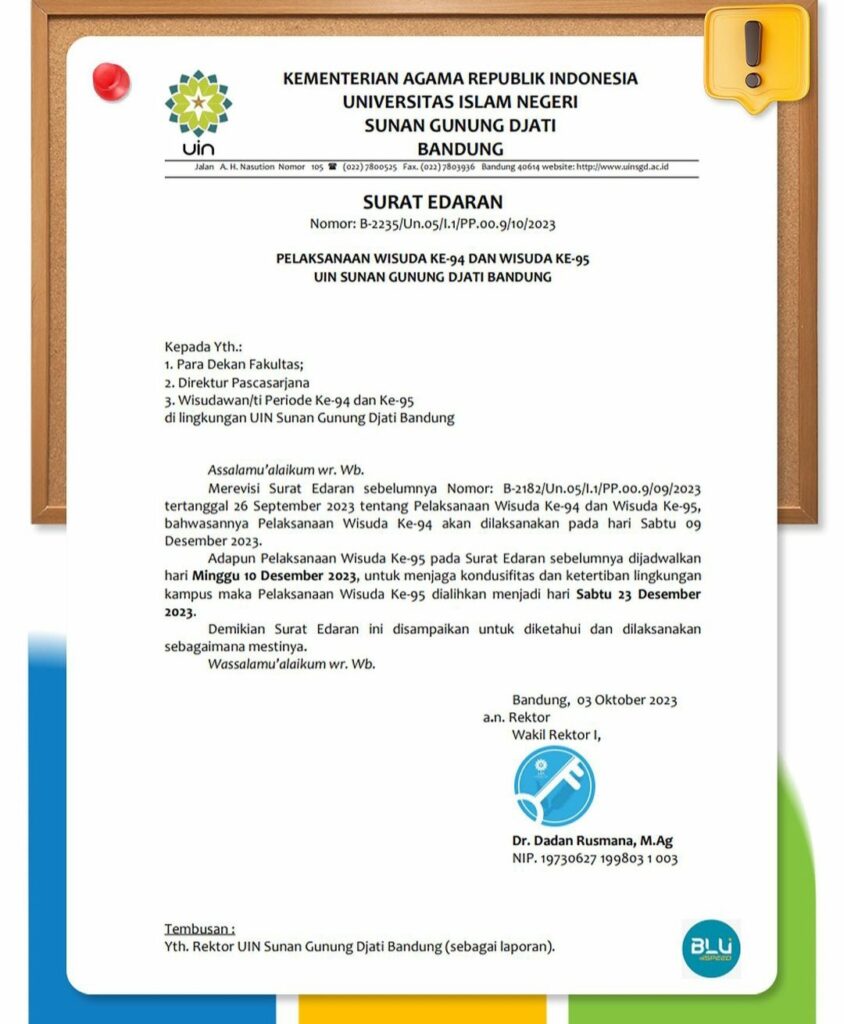 KEMENTERIAN AGAMA REPUBLIK INDONESIA
UNIVERSITAS ISLAM NEGERI
SUNAN GUNUNG DJATI
BANDUNG
uin
Jalan A. H. Nasution Nomor 105 ☎ (022) 7800525 Fax. (022) 7803936 Bandung 40614 website: http://www.uinsgd.ac.id
SURAT EDARAN
Nomor: B-2235/Un.05/I.1/PP.00.9/10/2023
PELAKSANAAN WISUDA KE-94 DAN WISUDA KE-95
UIN SUNAN GUNUNG DJATI BANDUNG
Kepada Yth.:
1. Para Dekan Fakultas;
2. Direktur Pascasarjana
3. Wisudawan/ti Periode Ke-94 dan Ke-95
di lingkungan UIN Sunan Gunung Djati Bandung
Assalamu'alaikum wr. Wb.
Merevisi Surat Edaran sebelumnya Nomor: B-2182/Un.05/I.1/PP.00.9/09/2023
tertanggal 26 September 2023 tentang Pelaksanaan Wisuda Ke-94 dan Wisuda Ke-95,
bahwasannya Pelaksanaan Wisuda Ke-94 akan dilaksanakan pada hari Sabtu 09
Desember 2023.
Adapun Pelaksanaan Wisuda Ke-95 pada Surat Edaran sebelumnya dijadwalkan
hari Minggu 10 Desember 2023, untuk menjaga kondusifitas dan ketertiban lingkungan
kampus maka Pelaksanaan Wisuda Ke-95 dialihkan menjadi hari Sabtu 23 Desember
2023.
Demikian Surat Edaran ini disampaikan untuk diketahui dan dilaksanakan
sebagaimana mestinya.
Wassalamu'alaikum wr. Wb.
Bandung, 03 Oktober 2023
a.n. Rektor
Wakil Rektor I,
Dr. Dadan Rusmana, M.Ag
NIP. 19730627 199803 1 003
Tembusan :
Yth. Rektor UIN Sunan Gunung Djati Bandung (sebagai laporan).
BLU